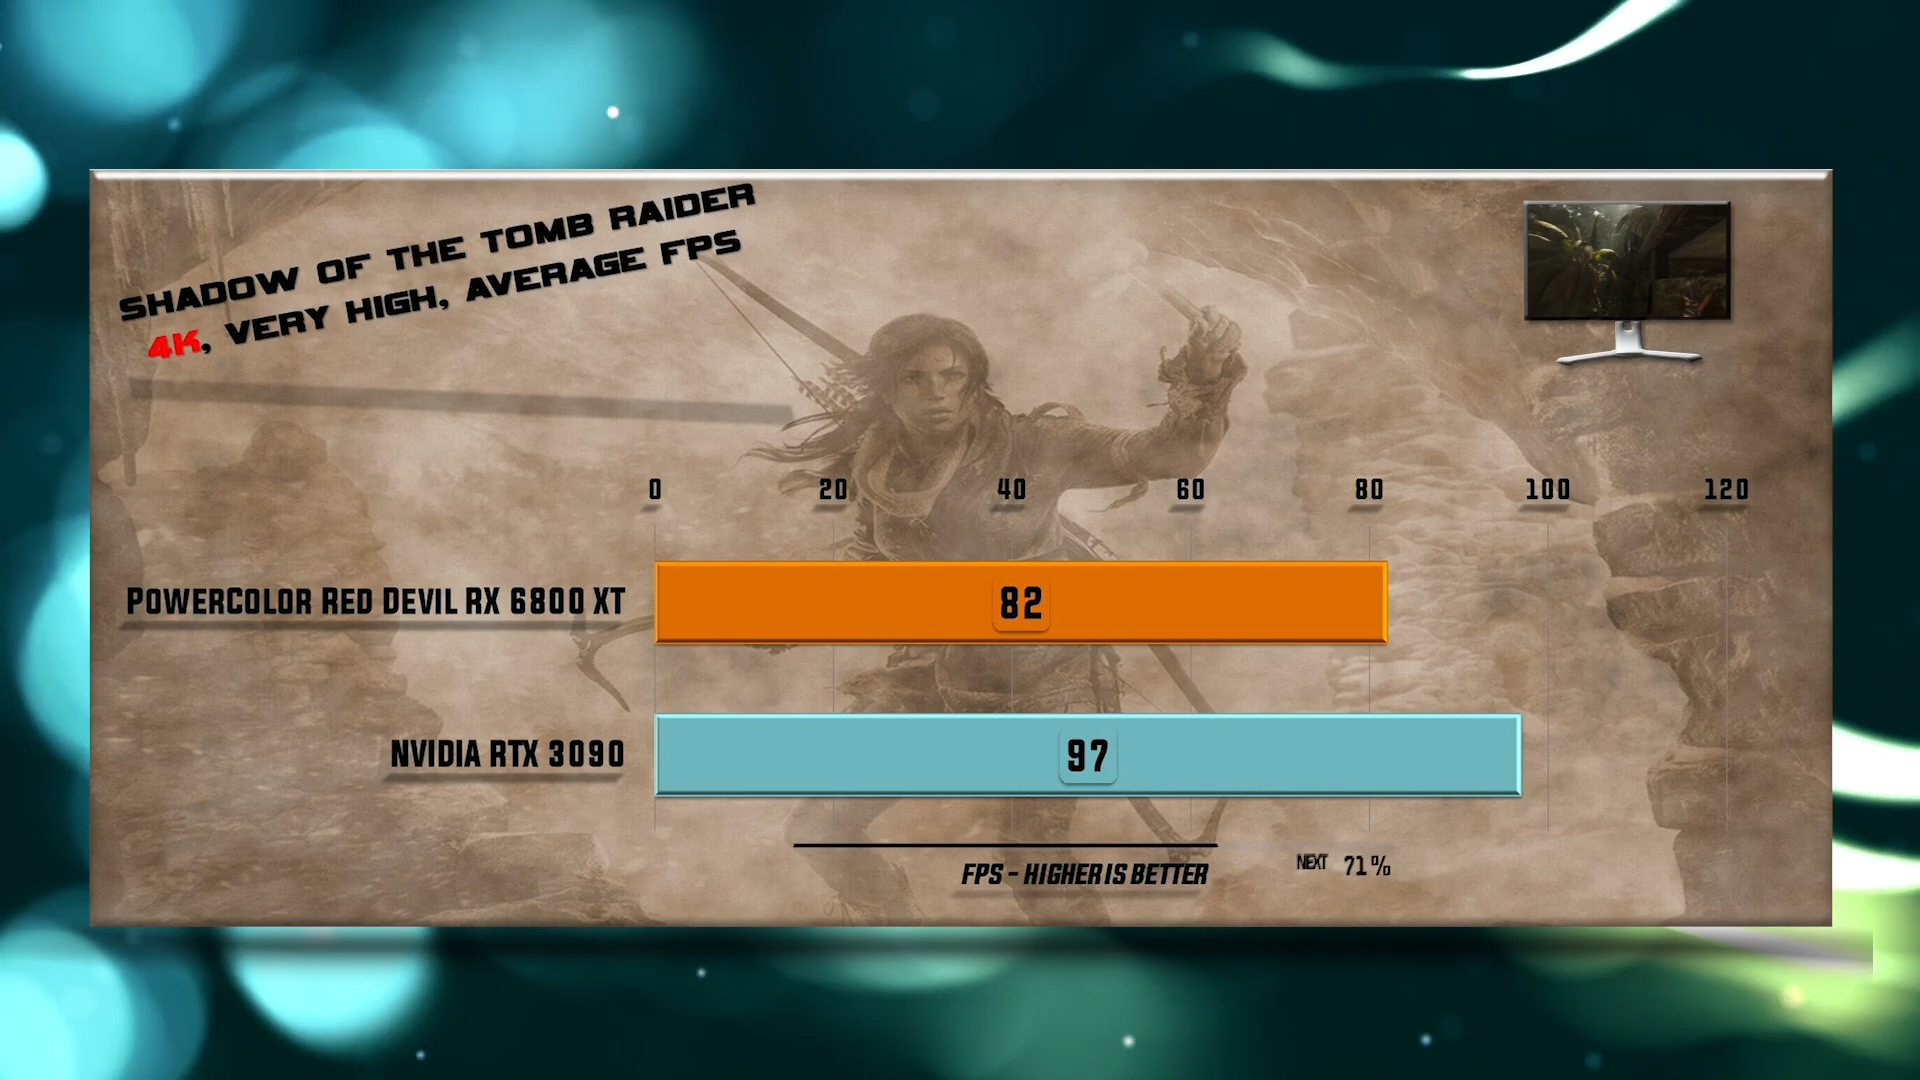 SHADOW OF THE TOMB RAIDER
4K, VERY HIGH, AVERAGE FPS
0 20 40 60 80 100 120
POWERCOLOR RED DEVIL RX 6800 XT 82
NVIDIA RTX 3090 97
FPS - HIGHER IS BETTER
NEXT 71%